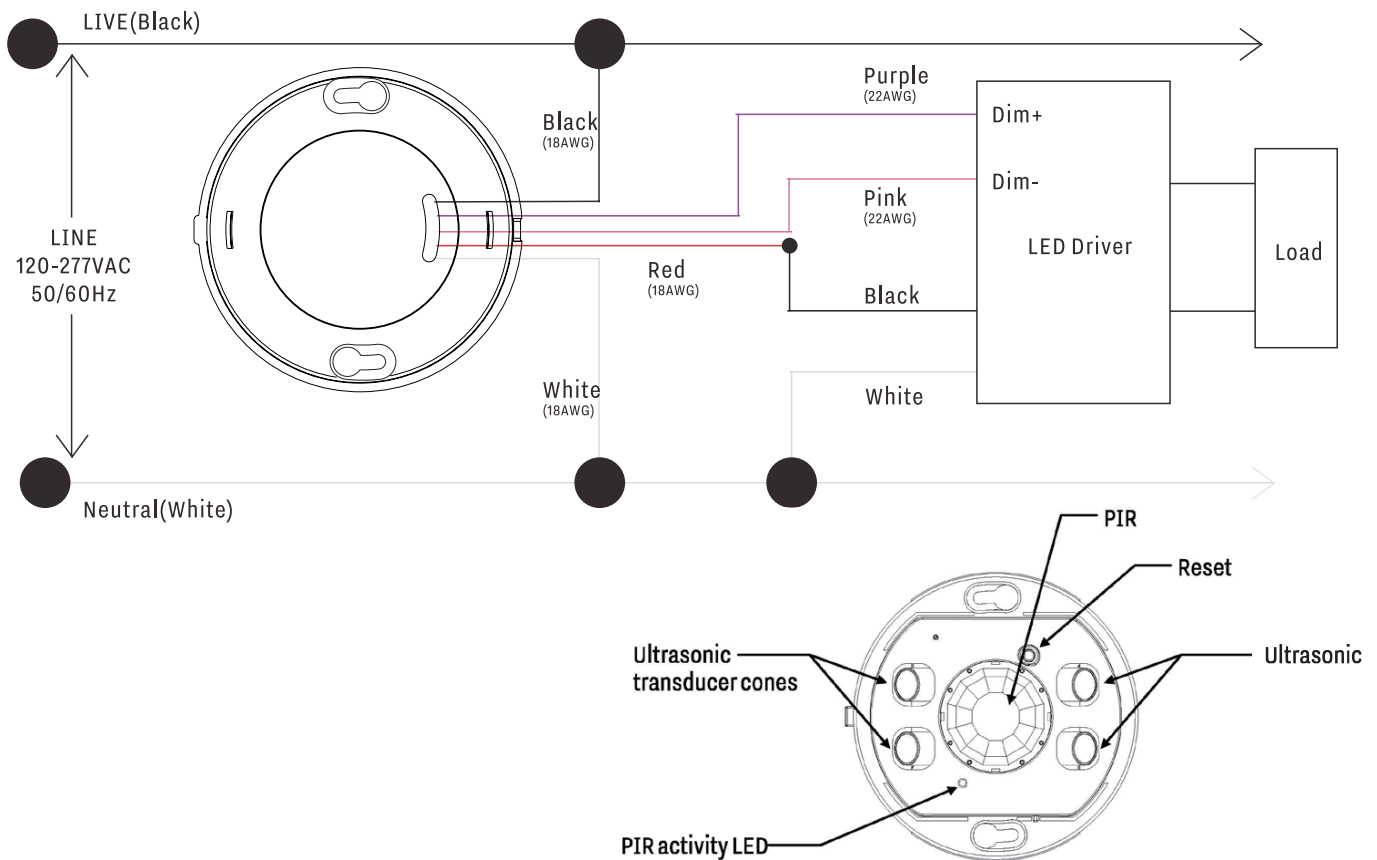 LIVE(Black)
Purple
(22AWG)
Black
(18AWG)
Dim+
Dim-
Pink
(22AWG)
LINE
120-277VAC
50/60Hz
LED Driver
Load
Red
(18AWG)
Black
White
(18AWG)
White
Neutral(White)
PIR
Reset
Ultrasonic
transducer cones
Ultrasonic
PIR activity LED